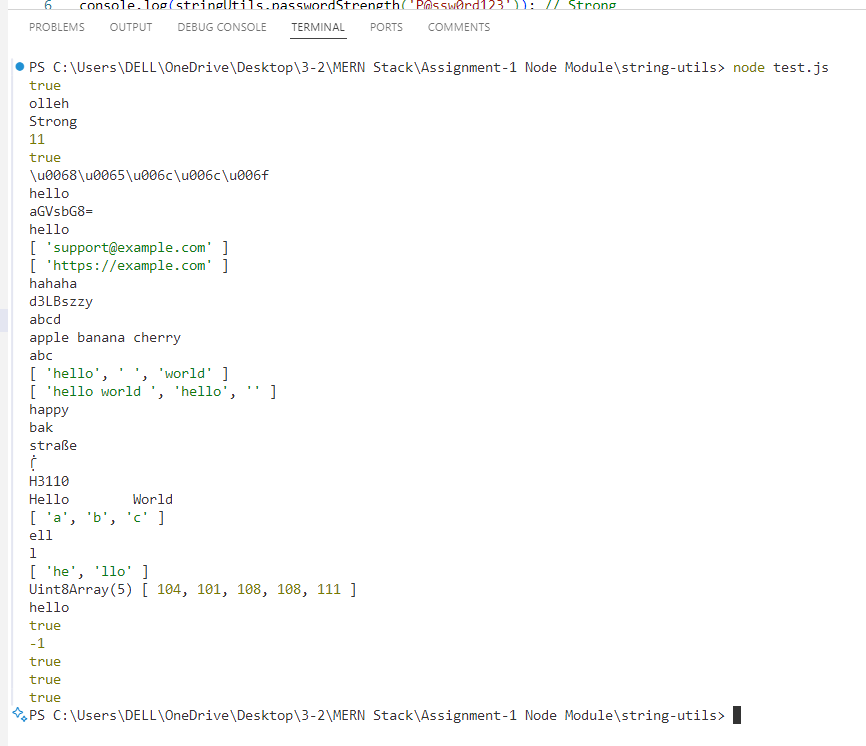 6 console.log(stringUtils.passwordStrength('P@ssw0rd123')); // Strong
PROBLEMS OUTPUT DEBUG CONSOLE TERMINAL PORTS COMMENTS
PS C:\Users\DELL\OneDrive\Desktop\3-2\MERN Stack\Assignment-1 Node Module\string-utils> node test.js
true
olleh
Strong
11
true
\u0068\u0065\u006c\u006c\u006f
hello
aGVsbG8=
hello
[ 'support@example.com' ]
[ 'https://example.com' ]
hahaha
d3LBszzy
abcd
apple banana cherry
abc
[ 'hello', ' ', 'world' ]
[ 'hello world ', 'hello', '' ]
happy
bak
straße
H3110
Hello        World
[ 'a', 'b', 'c' ]
ell
l
[ 'he', 'llo' ]
Uint8Array(5) [ 104, 101, 108, 108, 111 ]
hello
true
-1
true
true
true
PS C:\Users\DELL\OneDrive\Desktop\3-2\MERN Stack\Assignment-1 Node Module\string-utils>